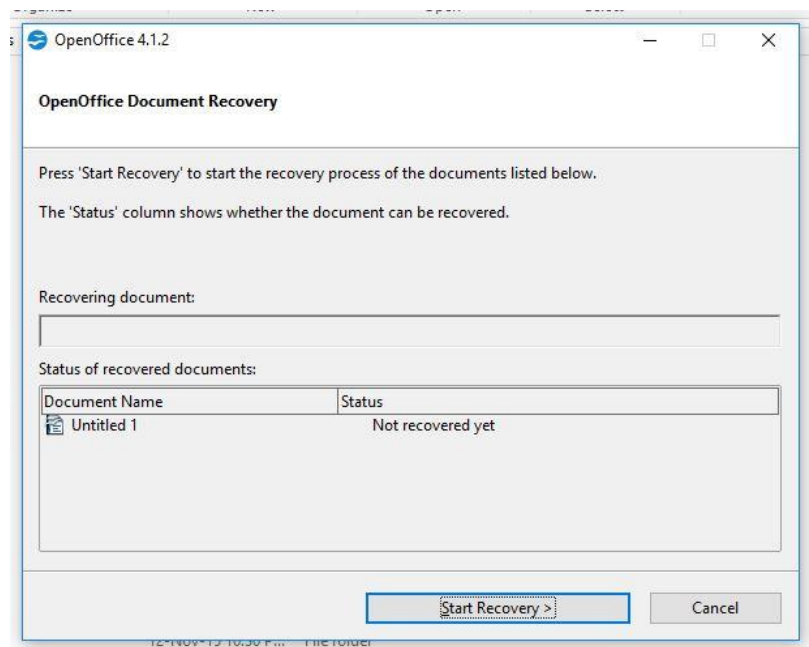 OpenOffice 4.1.2
OpenOffice Document Recovery
Press 'Start Recovery' to start the recovery process of the documents listed below.
The 'Status' column shows whether the document can be recovered.
Recovering document:
Status of recovered documents:
Document Name Status
Untitled 1 Not recovered yet
Start Recovery > Cancel